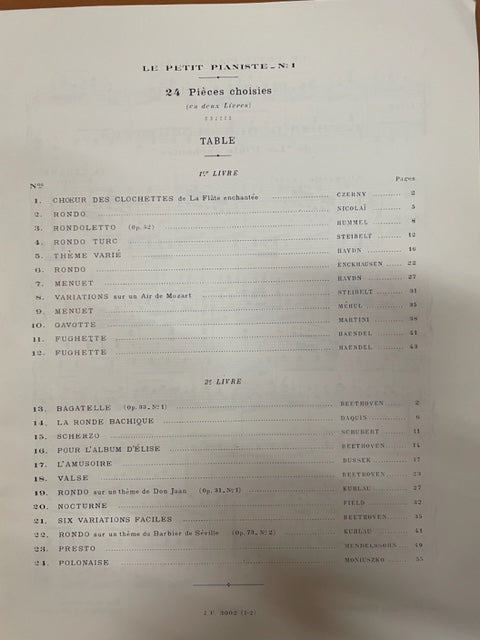 LE PETIT PIANISTE _ Nº 1
24 Pièces choisies
(en deux Livres)
TABLE
1er LIVRE
Nos Pages
1. CHŒUR DES CLOCHETTES de La Flûte enchantée CZERNY 2
2. RONDO NICOLAÏ 5
3. RONDOLETTO (Op. 52) HUMMEL 8
4. RONDO TURC STEIBELT 12
5. THÈME VARIÉ HAYDN 16
6. RONDO ENCKHAUSEN 22
7. MENUET HAYDN 27
8. VARIATIONS sur un Air de Mozart STEIBELT 31
9. MENUET MÉHUL 35
10. GAVOTTE MARTINI 38
11. FUGHETTE HAENDEL 41
12. FUGHETTE HAENDEL 43
2e LIVRE
13. BAGATELLE (Op. 33, No 1) BEETHOVEN 2
14. LA RONDE BACHIQUE DAQUIN 6
15. SCHERZO SCHUBERT 11
16. POUR L'ALBUM D'ÉLISE BEETHOVEN 14
17. L'AMUSOIRE DUSSEK 17
18. VALSE BEETHOVEN 23
19. RONDO sur un thème de Don Juan (Op. 31, No 1) KUHLAU 27
20. NOCTURNE FIELD 32
21. SIX VARIATIONS FACILES BEETHOVEN 35
22. RONDO sur un thème du Barbier de Séville (Op. 73, No 2) KUHLAU 41
23. PRESTO MENDELSSOHN 49
24. POLONAISE MONIUSZKO 55
3002 (1-2)